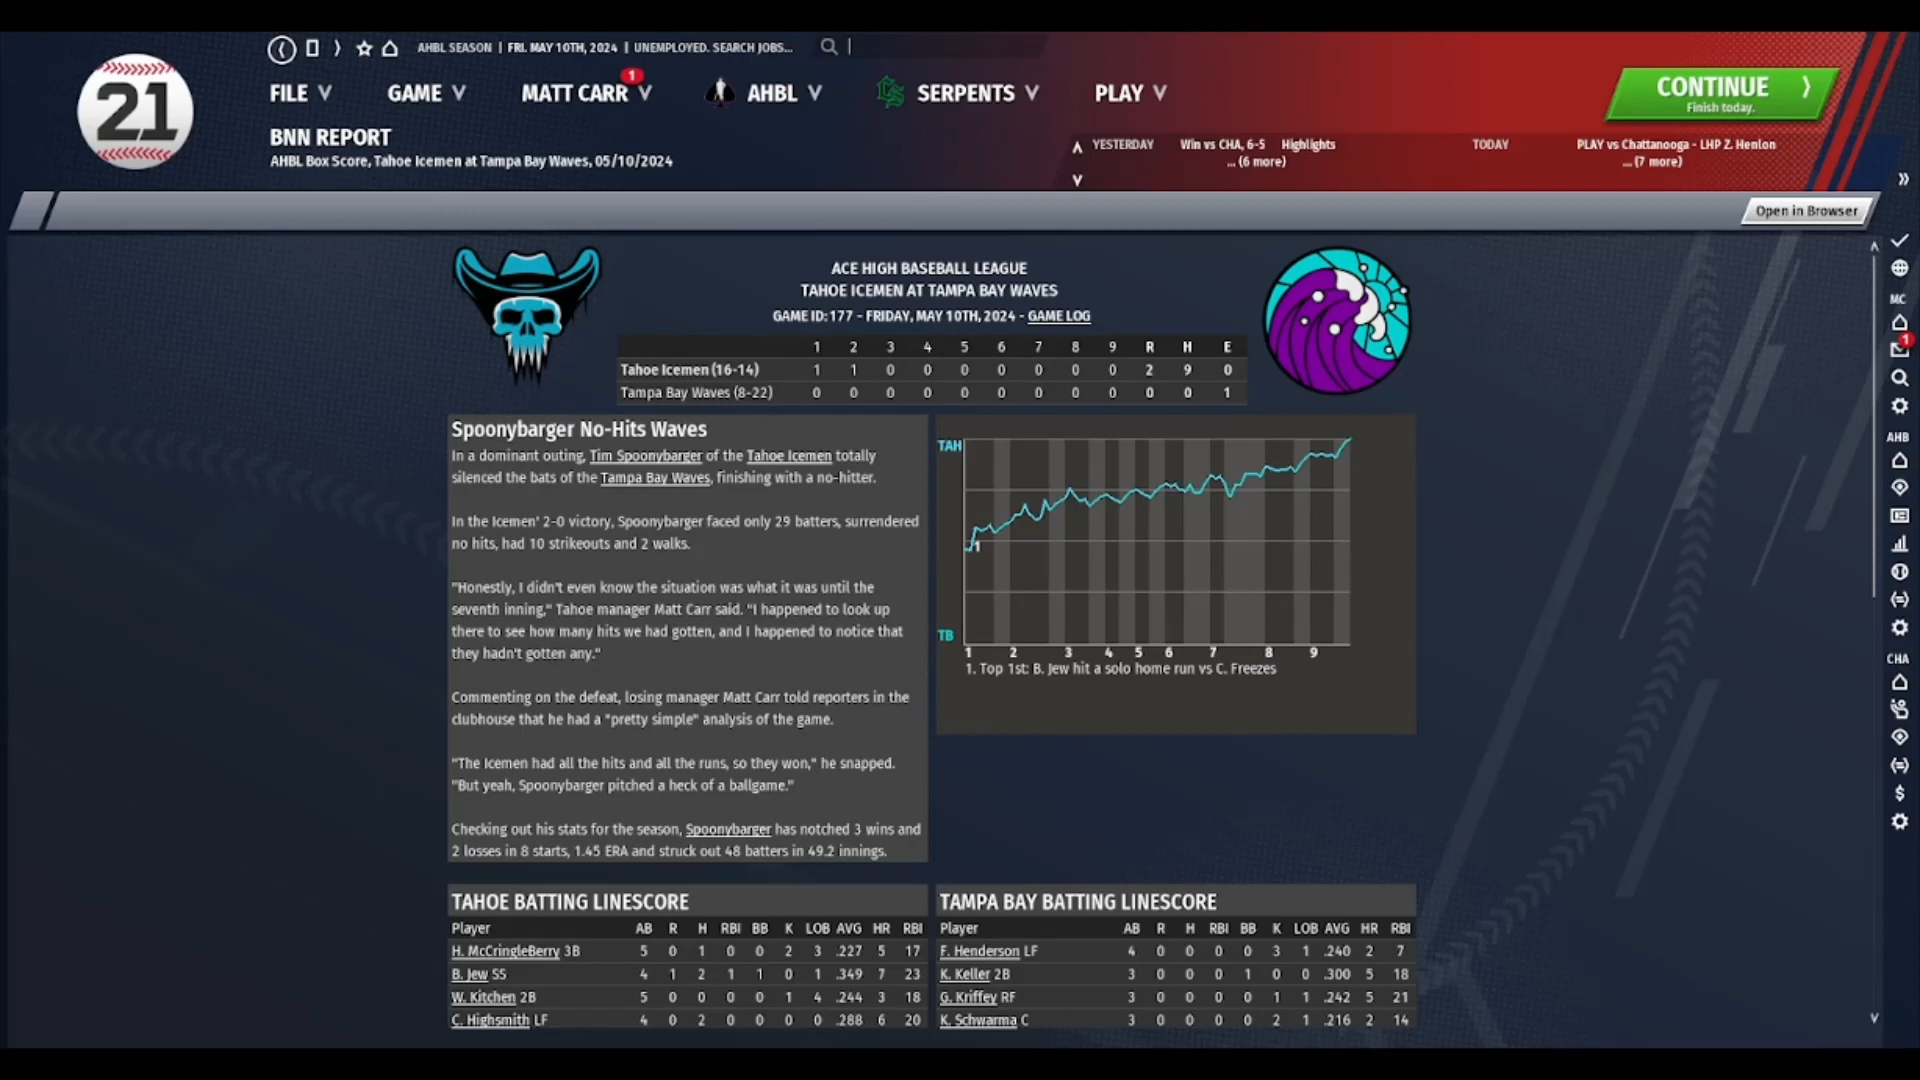 AHBL SEASON | FRI. MAY 10TH, 2024 | UNEMPLOYED. SEARCH JOBS...
21
FILE GAME MATT CARR 1 AHBL SERPENTS PLAY
CONTINUE
Finish today.
BNN REPORT
AHBL Box Score, Tahoe Icemen at Tampa Bay Waves, 05/10/2024
YESTERDAY Win vs CHA, 6-5 Highlights TODAY PLAY vs Chattanooga - LHP Z. Henlon
... (6 more) ... (7 more)
Open in Browser
ACE HIGH BASEBALL LEAGUE
TAHOE ICEMEN AT TAMPA BAY WAVES
GAME ID: 177 - FRIDAY, MAY 10TH, 2024 - GAME LOG
1 2 3 4 5 6 7 8 9 R H E
Tahoe Icemen (16-14) 1 1 0 0 0 0 0 0 0 2 9 0
Tampa Bay Waves (8-22) 0 0 0 0 0 0 0 0 0 0 0 1
Spoonybarger No-Hits Waves
In a dominant outing, Tim Spoonybarger of the Tahoe Icemen totally
silenced the bats of the Tampa Bay Waves, finishing with a no-hitter.
In the Icemen' 2-0 victory, Spoonybarger faced only 29 batters, surrendered
no hits, had 10 strikeouts and 2 walks.
"Honestly, I didn't even know the situation was what it was until the
seventh inning," Tahoe manager Matt Carr said. "I happened to look up
there to see how many hits we had gotten, and I happened to notice that
they hadn't gotten any."
Commenting on the defeat, losing manager Matt Carr told reporters in the
clubhouse that he had a "pretty simple" analysis of the game.
"The Icemen had all the hits and all the runs, so they won," he snapped.
"But yeah, Spoonybarger pitched a heck of a ballgame."
Checking out his stats for the season, Spoonybarger has notched 3 wins and
2 losses in 8 starts, 1.45 ERA and struck out 48 batters in 49.2 innings.
TAH
1
TB
1 2 3 4 5 6 7 8 9
1. Top 1st: B. Jew hit a solo home run vs C. Freezes
TAHOE BATTING LINESCORE
Player AB R H RBI BB K LOB AVG HR RBI
H. McCringleBerry 3B 5 0 1 0 0 2 3 .227 5 17
B. Jew SS 4 1 2 1 1 0 1 .349 7 23
W. Kitchen 2B 5 0 0 0 0 1 4 .244 3 18
C. Highsmith LF 4 0 2 0 0 0 0 .288 6 20
TAMPA BAY BATTING LINESCORE
Player AB R H RBI BB K LOB AVG HR RBI
F. Henderson LF 4 0 0 0 0 3 1 .240 2 7
K. Keller 2B 3 0 0 0 1 0 0 .300 5 18
G. Kriffey RF 3 0 0 0 0 1 1 .242 5 21
K. Schwarma C 3 0 0 0 0 2 1 .216 2 14
MC
1
AHB
CHA